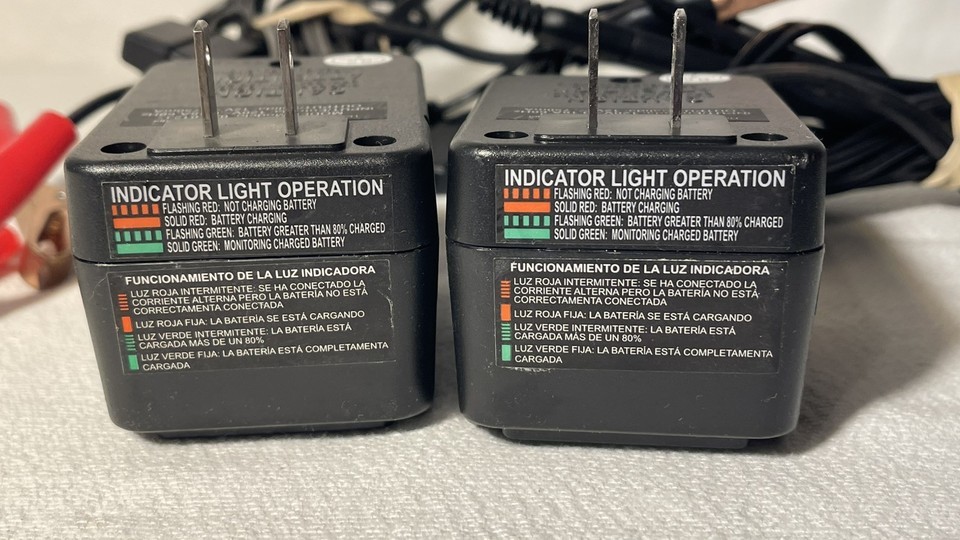 CAUTION
INDICATOR LIGHT OPERATION
FLASHING RED: NOT CHARGING BATTERY
SOLID RED: BATTERY CHARGING
FLASHING GREEN: BATTERY GREATER THAN 80% CHARGED
SOLID GREEN: MONITORING CHARGED BATTERY
FUNCIONAMIENTO DE LA LUZ INDICADORA
LUZ ROJA INTERMITENTE: SE HA CONECTADO LA
CORRIENTE ALTERNA PERO LA BATERÍA NO ESTÁ
CORRECTAMENTE CONECTADA
LUZ ROJA FIJA: LA BATERÍA SE ESTÁ CARGANDO
LUZ VERDE INTERMITENTE: LA BATERÍA ESTÁ
CARGADA MÁS DE UN 80%
LUZ VERDE FIJA: LA BATERÍA ESTÁ COMPLETAMENTA
CARGADA
CAUTION
INDICATOR LIGHT OPERATION
FLASHING RED: NOT CHARGING BATTERY
SOLID RED: BATTERY CHARGING
FLASHING GREEN: BATTERY GREATER THAN 80% CHARGED
SOLID GREEN: MONITORING CHARGED BATTERY
FUNCIONAMIENTO DE LA LUZ INDICADORA
LUZ ROJA INTERMITENTE: SE HA CONECTADO LA
CORRIENTE ALTERNA PERO LA BATERÍA NO ESTÁ
CORRECTAMENTE CONECTADA
LUZ ROJA FIJA: LA BATERÍA SE ESTÁ CARGANDO
LUZ VERDE INTERMITENTE: LA BATERÍA ESTÁ
CARGADA MÁS DE UN 80%
LUZ VERDE FIJA: LA BATERÍA ESTÁ COMPLETAMENTA
CARGADA